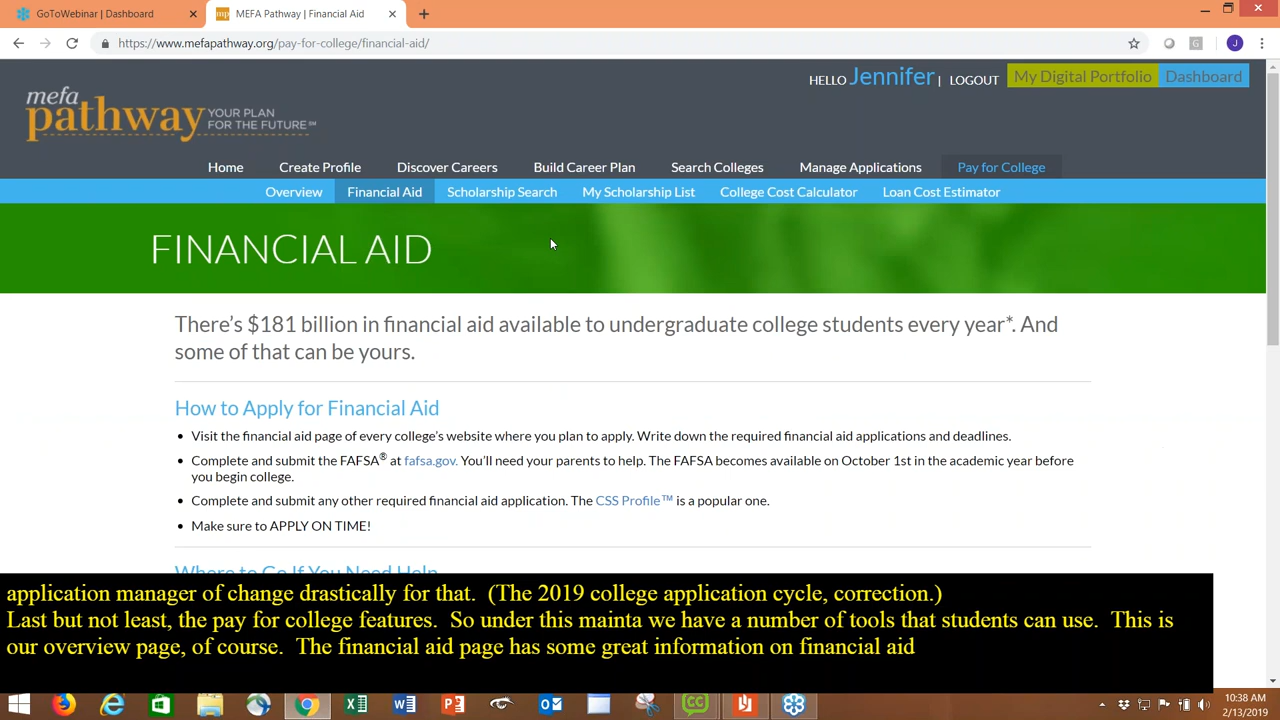 GoToWebinar | Dashboard
MEFA Pathway | Financial Aid
https://www.mefapathway.org/pay-for-college/financial-aid/
G
J
HELLO Jennifer | LOGOUT My Digital Portfolio Dashboard
mefa
pathway YOUR PLAN
FOR THE FUTURE℠
Home Create Profile Discover Careers Build Career Plan Search Colleges Manage Applications Pay for College
Overview Financial Aid Scholarship Search My Scholarship List College Cost Calculator Loan Cost Estimator
FINANCIAL AID
There's $181 billion in financial aid available to undergraduate college students every year*. And
some of that can be yours.
How to Apply for Financial Aid
• Visit the financial aid page of every college's website where you plan to apply. Write down the required financial aid applications and deadlines.
• Complete and submit the FAFSA® at fafsa.gov. You'll need your parents to help. The FAFSA becomes available on October 1st in the academic year before
you begin college.
• Complete and submit any other required financial aid application. The CSS Profile™ is a popular one.
• Make sure to APPLY ON TIME!
Where to Go If You Need Help
application manager of change drastically for that. (The 2019 college application cycle, correction.)
Last but not least, the pay for college features. So under this mainta we have a number of tools that students can use. This is
our overview page, of course. The financial aid page has some great information on financial aid
10:38 AM
2/13/2019